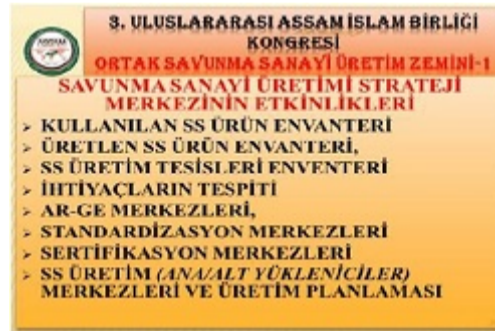 ASSAM
3. ULUSLARARASI ASSAM İSLAM BİRLİĞİ
KONGRESİ
ORTAK SAVUNMA SANAYİ ÜRETİM ZEMİNİ-1
SAVUNMA SANAYİ ÜRETİMİ STRATEJİ
MERKEZİNİN ETKİNLİKLERİ
➢ KULLANILAN SS ÜRÜN ENVANTERİ
➢ ÜRETLEN SS ÜRÜN ENVANTERİ,
➢ SS ÜRETİM TESİSLERİ ENVENTERİ
➢ İHTİYAÇLARIN TESPİTİ
➢ AR-GE MERKEZLERİ,
➢ STANDARDİZASYON MERKEZLERİ
➢ SERTİFİKASYON MERKEZLERİ
➢ SS ÜRETİM (ANA/ALT YÜKLENİCİLER)
MERKEZLERİ VE ÜRETİM PLANLAMASI